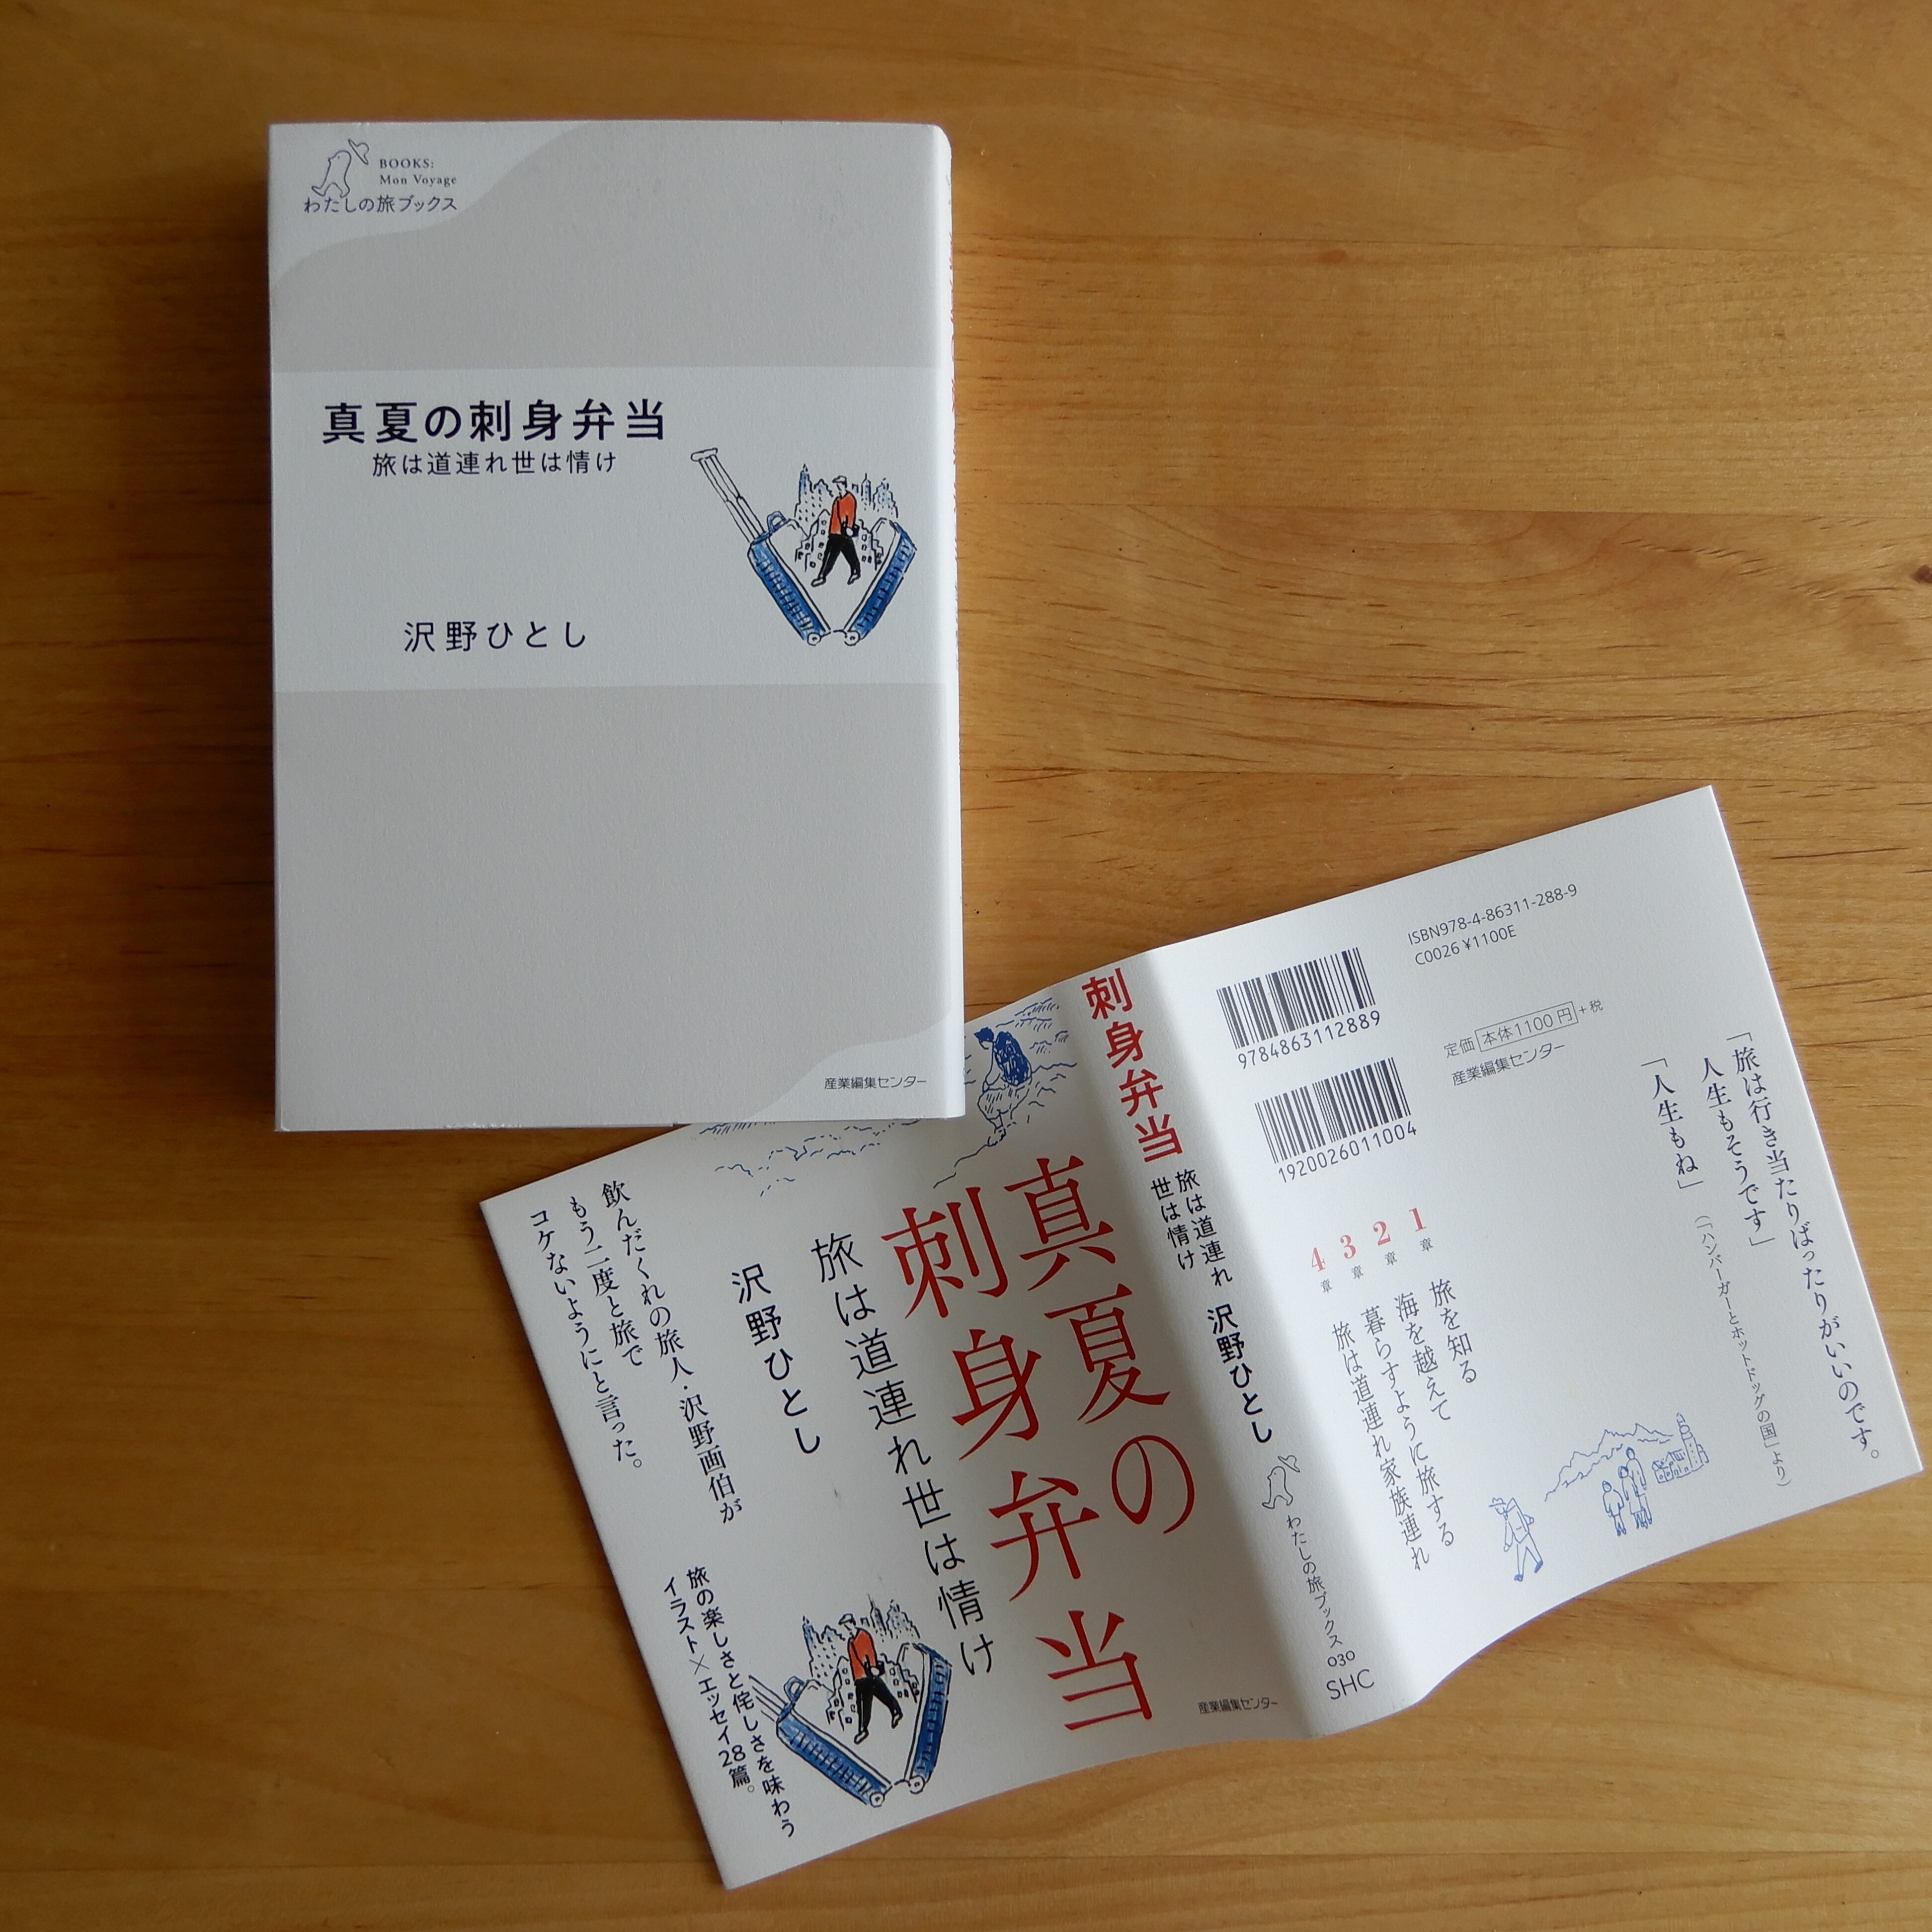 BOOKS:
Mon Voyage
わたしの旅ブックス
真夏の刺身弁当
旅は道連れ世は情け
沢野ひとし
産業編集センター
真夏の
刺身弁当
旅は道連れ世は情け
沢野ひとし
飲んだくれの旅人・沢野画伯が
もう二度と旅で
コケないようにと言った。
旅の楽しさと侘しさを味わう
イラスト×エッセイ28篇。
産業編集センター
刺身弁当
旅は道連れ
世は情け
沢野ひとし
わたしの旅ブックス
030
SHC
9784863112889
1920026011004
ISBN978-4-86311-288-9
C0026 ¥1100E
定価 本体1100円 +税
産業編集センター
「旅は行き当たりばったりがいいのです。
人生もそうです」
「人生もね」
(「ハンバーガーとホットドッグの国」より)
1章 旅を知る
2章 海を越えて
3章 暮らすように旅する
4章 旅は道連れ家族連れ